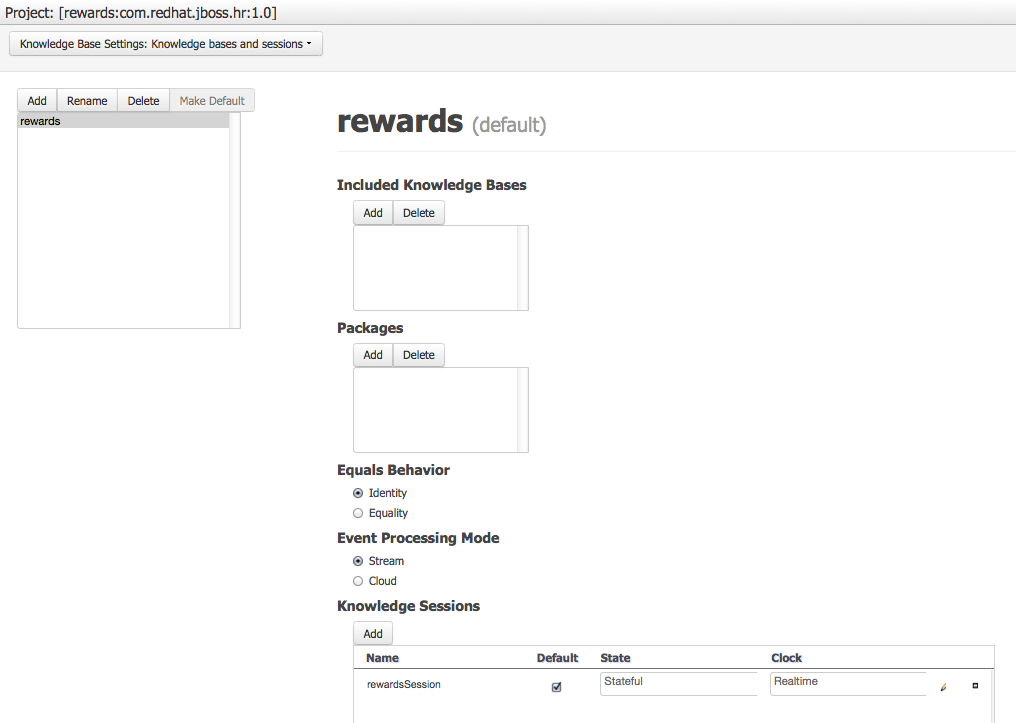 Project: [rewards:com.redhat.jboss.hr:1.0]
Knowledge Base Settings: Knowledge bases and sessions
Add Rename Delete Make Default
rewards
rewards (default)
Included Knowledge Bases
Add Delete
Packages
Add Delete
Equals Behavior
Identity
Equality
Event Processing Mode
Stream
Cloud
Knowledge Sessions
Add
Name Default State Clock
rewardsSession Stateful Realtime